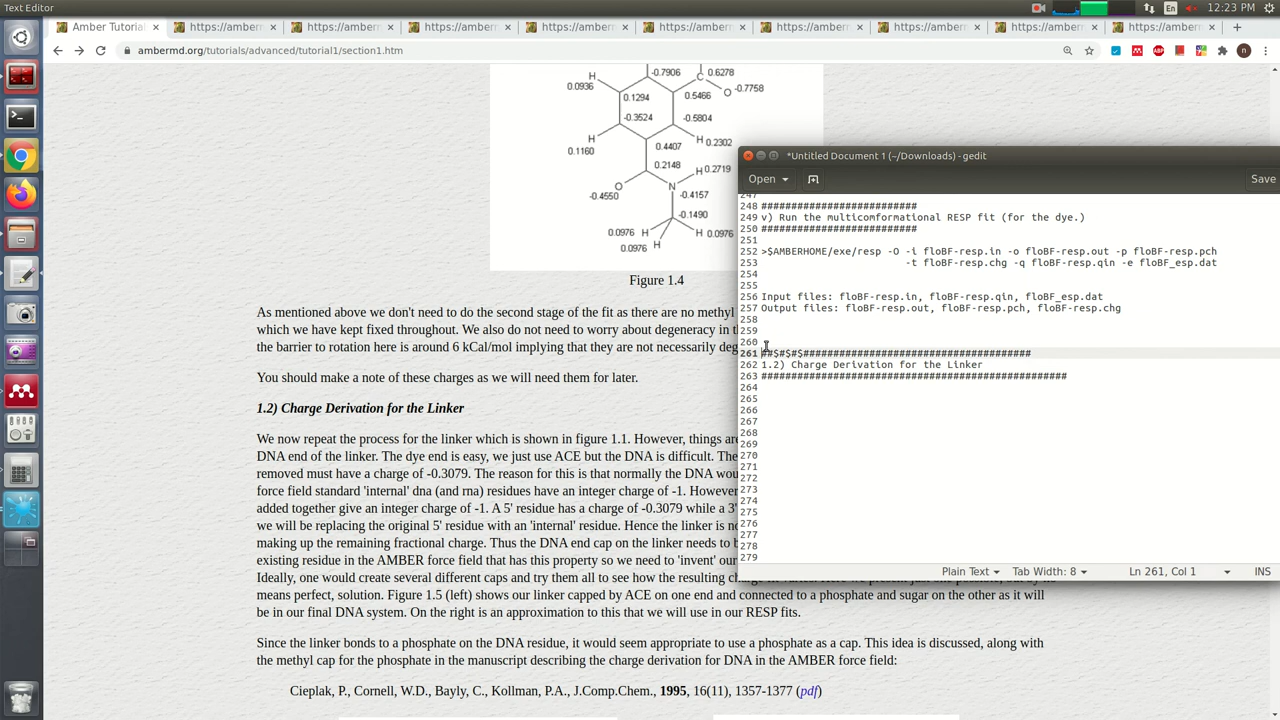 Text Editor
En
12:23 PM
Amber Tutorial
https://amberm
https://amberm
https://amberm
https://amberm
https://amberm
https://amberm
https://amberm
https://amberm
https://amberm
ambermd.org/tutorials/advanced/tutorial1/section1.htm
n
H
-0.7906
C
0.6278
0.0936
O
-0.7758
0.1294
0.5466
-0.3524
-0.5804
H
H
0.2302
0.1160
0.4407
0.2148
H
0.2719
O
N
-0.4550
-0.4157
-0.1490
0.0976
H
H
0.0976
0.0976
H
Figure 1.4
As mentioned above we don't need to do the second stage of the fit as there are no methyl
which we have kept fixed throughout. We also do not need to worry about degeneracy in th
the barrier to rotation here is around 6 kCal/mol implying that they are not necessarily deg
You should make a note of these charges as we will need them for later.
1.2) Charge Derivation for the Linker
We now repeat the process for the linker which is shown in figure 1.1. However, things are
DNA end of the linker. The dye end is easy, we just use ACE but the DNA is difficult. The
removed must have a charge of -0.3079. The reason for this is that normally the DNA wou
force field standard 'internal' dna (and rna) residues have an integer charge of -1. However
added together give an integer charge of -1. A 5' residue has a charge of -0.3079 while a 3'
we will be replacing the original 5' residue with an 'internal' residue. Hence the linker is no
making up the remaining fractional charge. Thus the DNA end cap on the linker needs to b
existing residue in the AMBER force field that has this property so we need to 'invent' our
Ideally, one would create several different caps and try them all to see how the resulting
means perfect, solution. Figure 1.5 (left) shows our linker capped by ACE on one end and connected to a phosphate and sugar on the other as it will
be in our final DNA system. On the right is an approximation to this that we will use in our RESP fits.
Since the linker bonds to a phosphate on the DNA residue, it would seem appropriate to use a phosphate as a cap. This idea is discussed, along with
the methyl cap for the phosphate in the manuscript describing the charge derivation for DNA in the AMBER force field:
Cieplak, P., Cornell, W.D., Bayly, C., Kollman, P.A., J.Comp.Chem., 1995, 16(11), 1357-1377 (pdf)
*Untitled Document 1 (~/Downloads) - gedit
Open
Save
247
248 ##########################
249 v) Run the multicomformational RESP fit (for the dye.)
250 ##########################
251
252 >$AMBERHOME/exe/resp -O -i floBF-resp.in -o floBF-resp.out -p floBF-resp.pch
253 -t floBF-resp.chg -q floBF-resp.qin -e floBF_esp.dat
254
255
256 Input files: floBF-resp.in, floBF-resp.qin, floBF_esp.dat
257 Output files: floBF-resp.out, floBF-resp.pch, floBF-resp.chg
258
259
260
261 ##$#$#$######################################
262 1.2) Charge Derivation for the Linker
263 ###################################################
264
265
266
267
268
269
270
271
272
273
274
275
276
277
278
279
Plain Text
Tab Width: 8
Ln 261, Col 1
INS